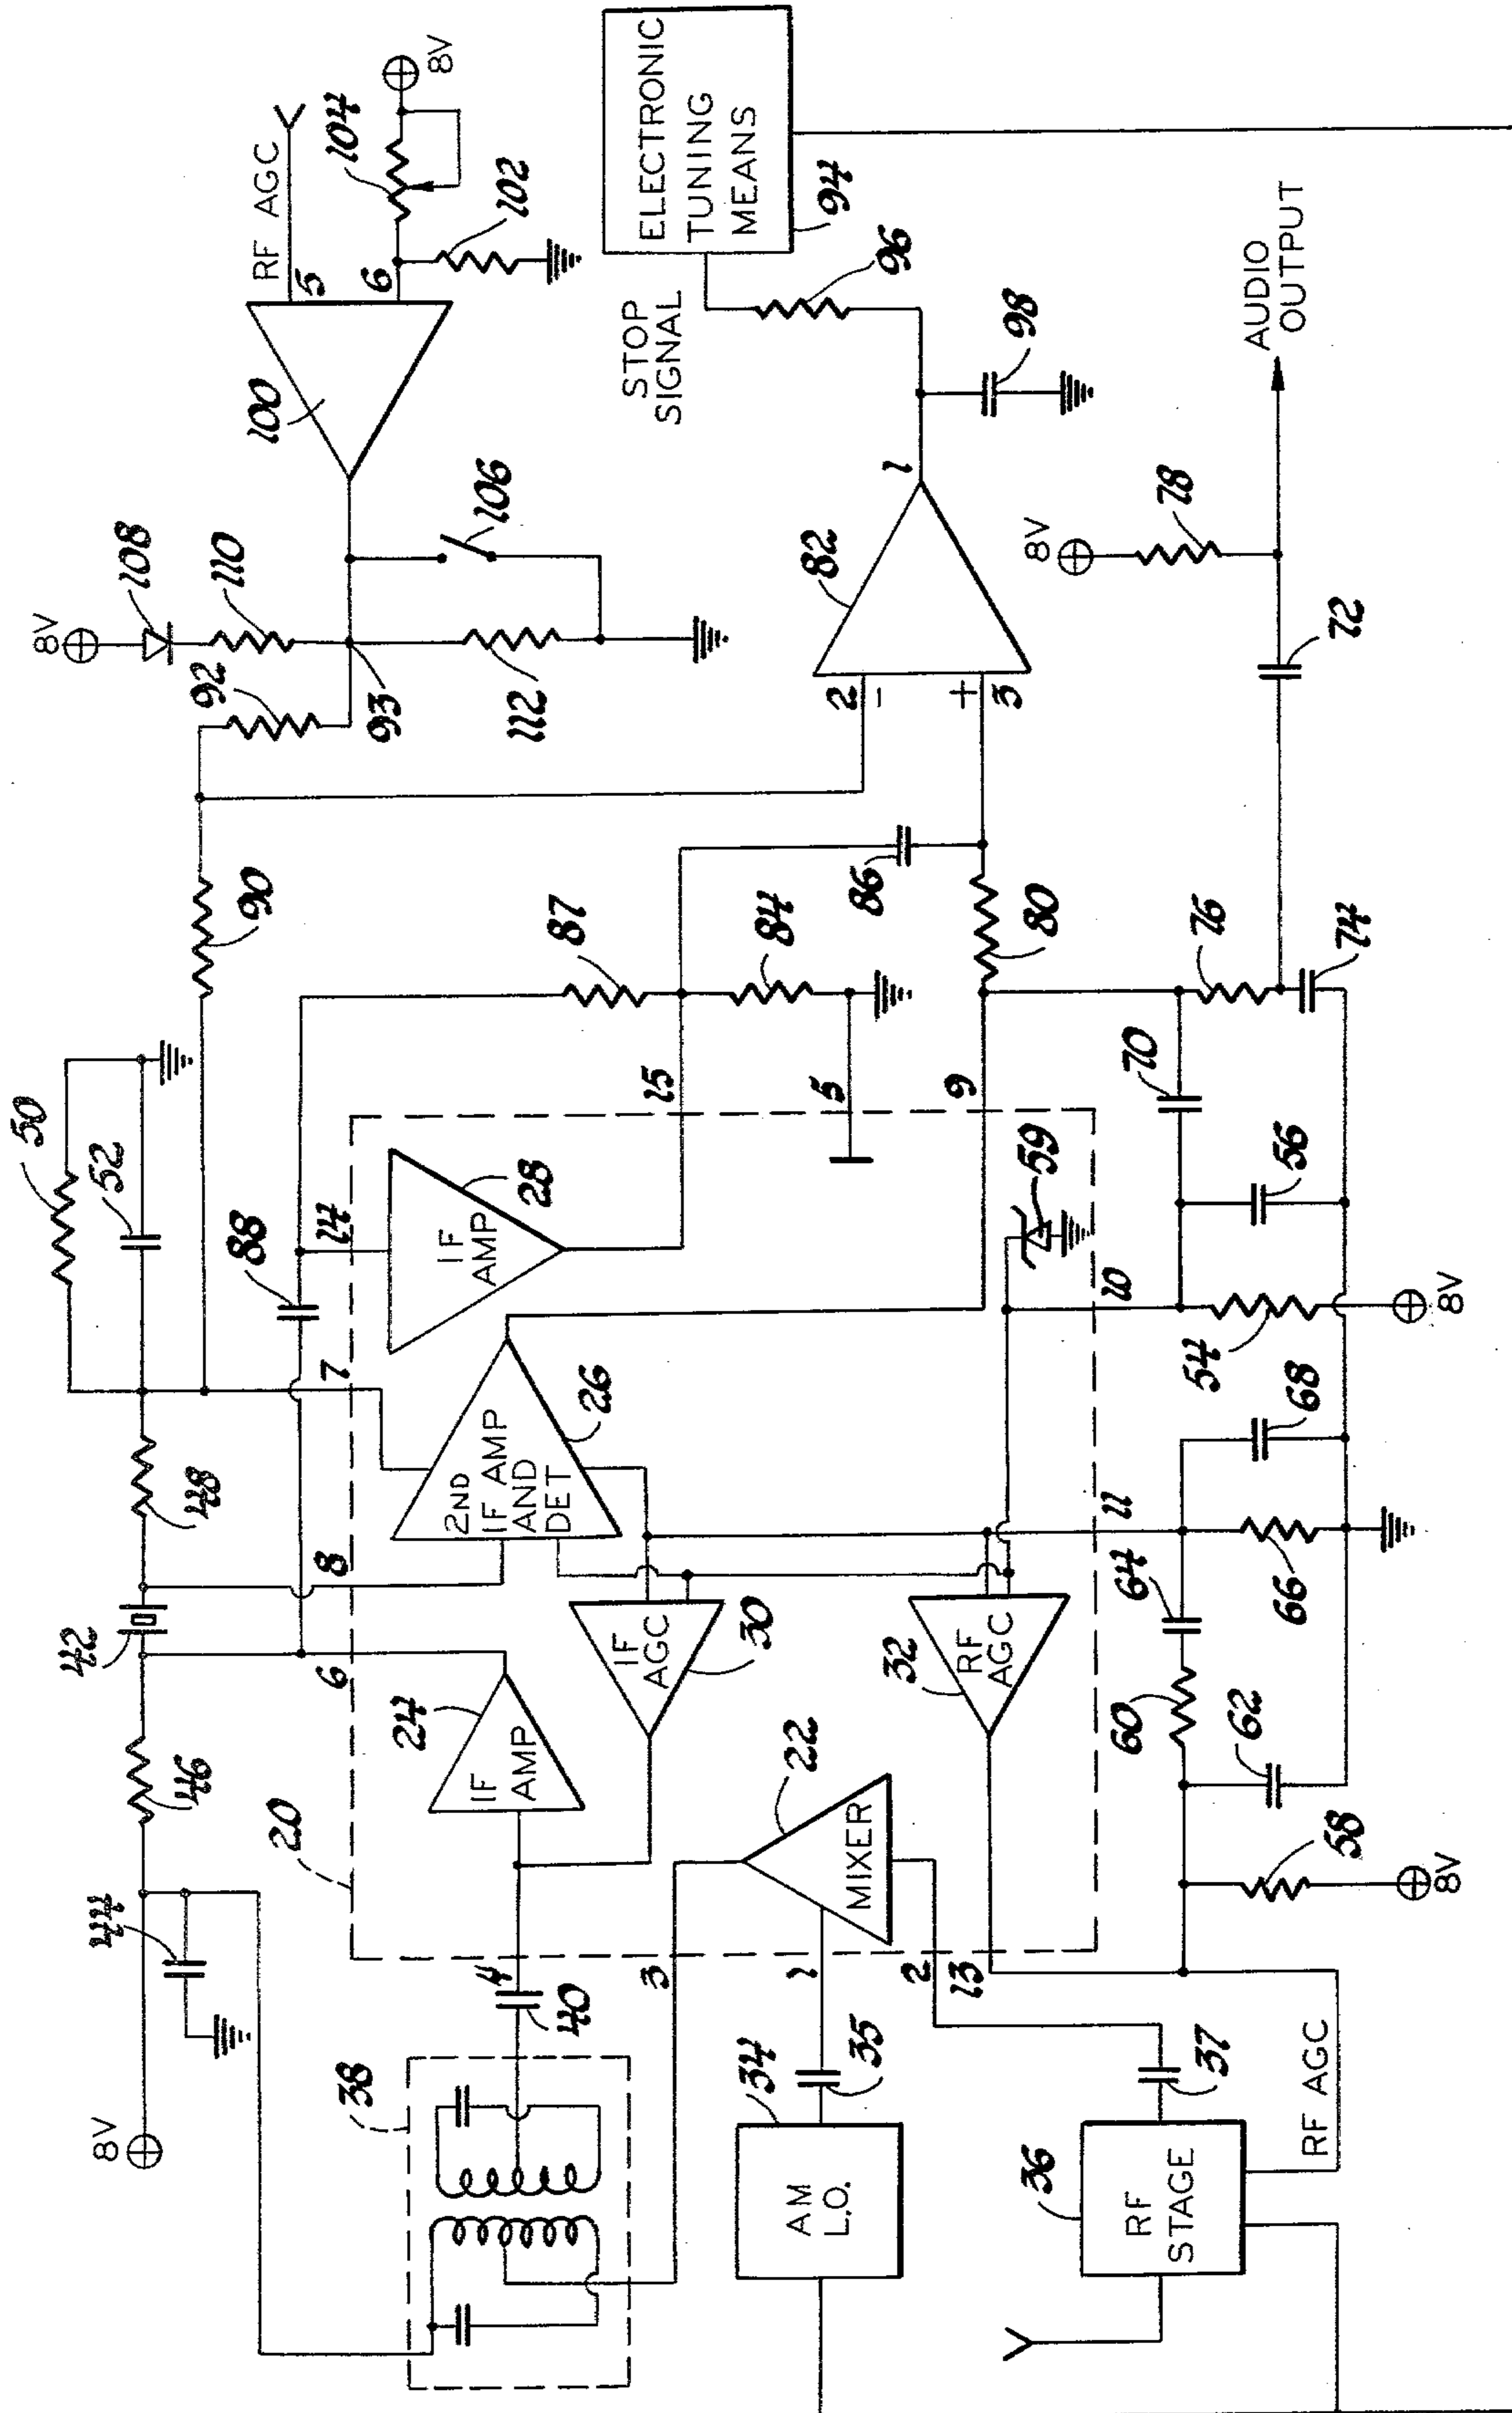 8V
44
46
42
48
50
52
90
92
8V
108
110
93
112
106
100
RF AGC
5
6
104
8V
102
38
40
4
20
6
8
7
88
14
IF
AMP
24
2ND
IF AMP
AND
DET
26
IF
AMP
28
15
87
84
5
86
80
9
2
-
+
3
82
1
STOP
SIGNAL
96
98
ELECTRONIC
TUNING
MEANS
94
AM
L.O.
34
35
3
1
2
13
MIXER
22
IF
AGC
30
RF
AGC
32
59
10
11
RF
STAGE
36
37
RF AGC
58
8V
62
60
64
66
68
54
8V
56
70
76
74
72
78
8V
AUDIO
OUTPUT